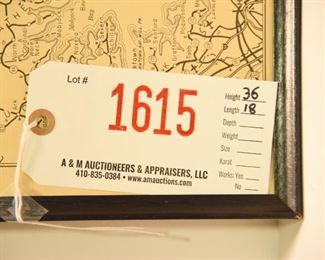 Lot #
1615
Height 36
Length 18
Depth
Weight
Size
Karat
Works: Yes
No
A & M AUCTIONEERS & APPRAISERS, LLC
410-835-0384 • www.amauctions.com